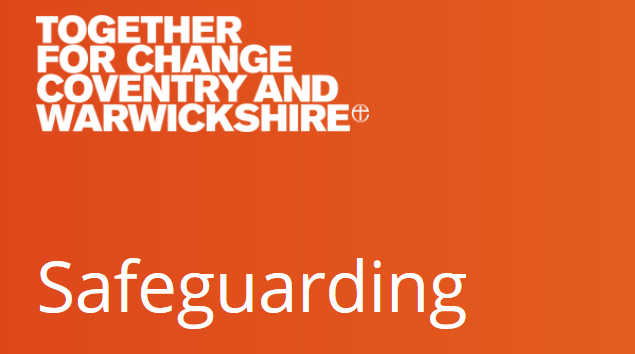 TOGETHER
FOR CHANGE
COVENTRY AND
WARWICKSHIRE
Safeguarding